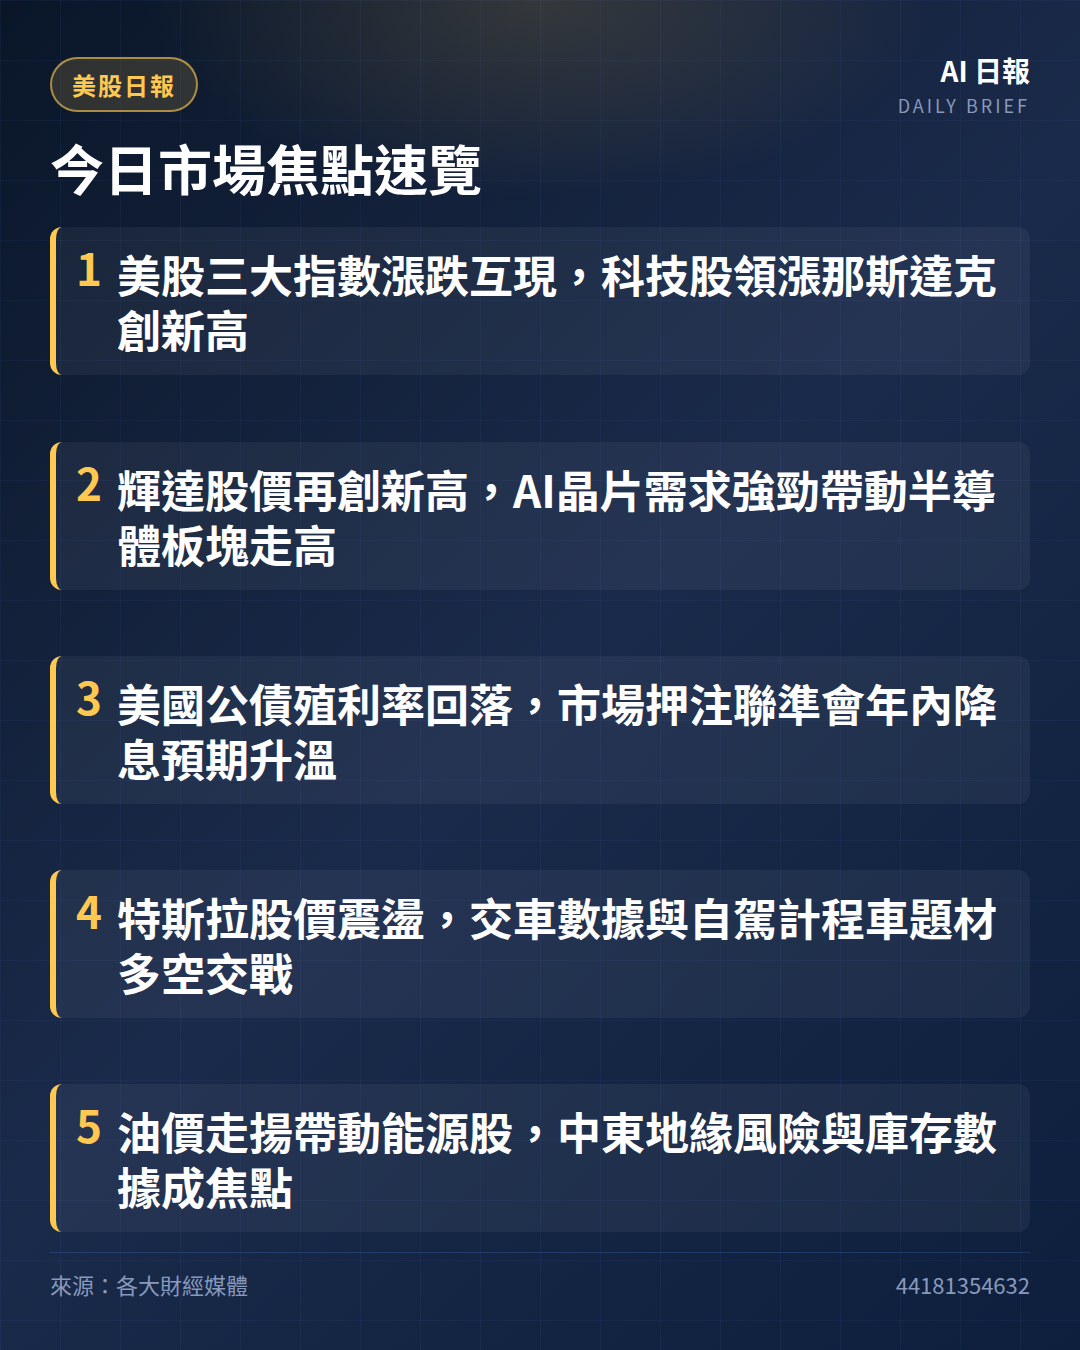 美股日報
AI 日報
DAILY BRIEF
今日市場焦點速覽
1 美股三大指數漲跌互現，科技股領漲那斯達克
創新高
2 輝達股價再創新高，AI晶片需求強勁帶動半導
體板塊走高
3 美國公債殖利率回落，市場押注聯準會年內降
息預期升溫
4 特斯拉股價震盪，交車數據與自駕計程車題材
多空交戰
5 油價走揚帶動能源股，中東地緣風險與庫存數
據成焦點
來源：各大財經媒體
44181354632